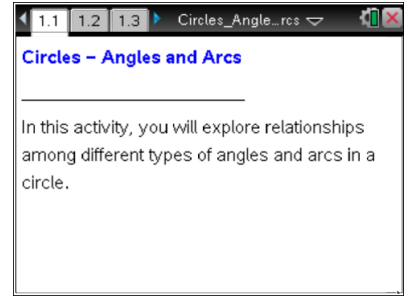 1.1 1.2 1.3 Circles_Angle...rcs
Circles – Angles and Arcs
In this activity, you will explore relationships
among different types of angles and arcs in a
circle.